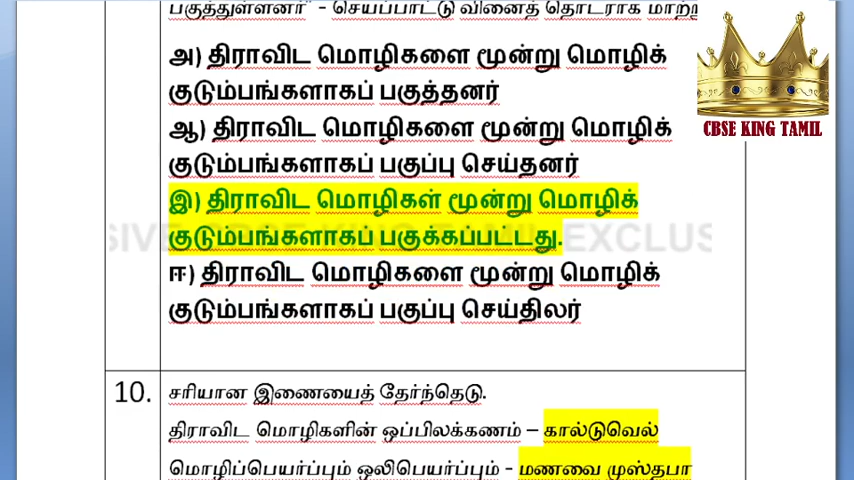 பகுத்துள்ளனர்" - செயப்பாட்டு வினைத் தொடராக மாற்று
அ) திராவிட மொழிகளை மூன்று மொழிக்
குடும்பங்களாகப் பகுத்தனர்
ஆ) திராவிட மொழிகளை மூன்று மொழிக்
குடும்பங்களாகப் பகுப்பு செய்தனர்
இ) திராவிட மொழிகள் மூன்று மொழிக்
குடும்பங்களாகப் பகுக்கப்பட்டது.
ஈ) திராவிட மொழிகளை மூன்று மொழிக்
குடும்பங்களாகப் பகுப்பு செய்திலர்
10. சரியான இணையைத் தேர்ந்தெடு.
திராவிட மொழிகளின் ஒப்பிலக்கணம் – கால்டுவெல்
மொழிப்பெயர்ப்பும் ஒலிபெயர்ப்பும் - மணவை முஸ்தபா
CBSE KING TAMIL